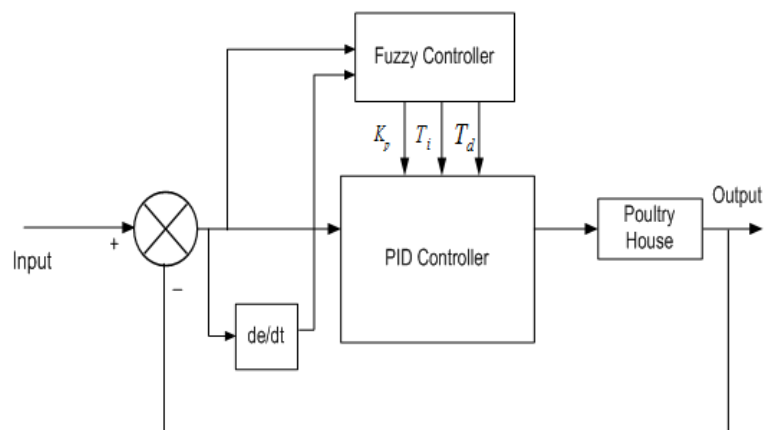 Fuzzy Controller
K_p T_i T_d
Input
+
−
PID Controller
de/dt
Poultry
House
Output